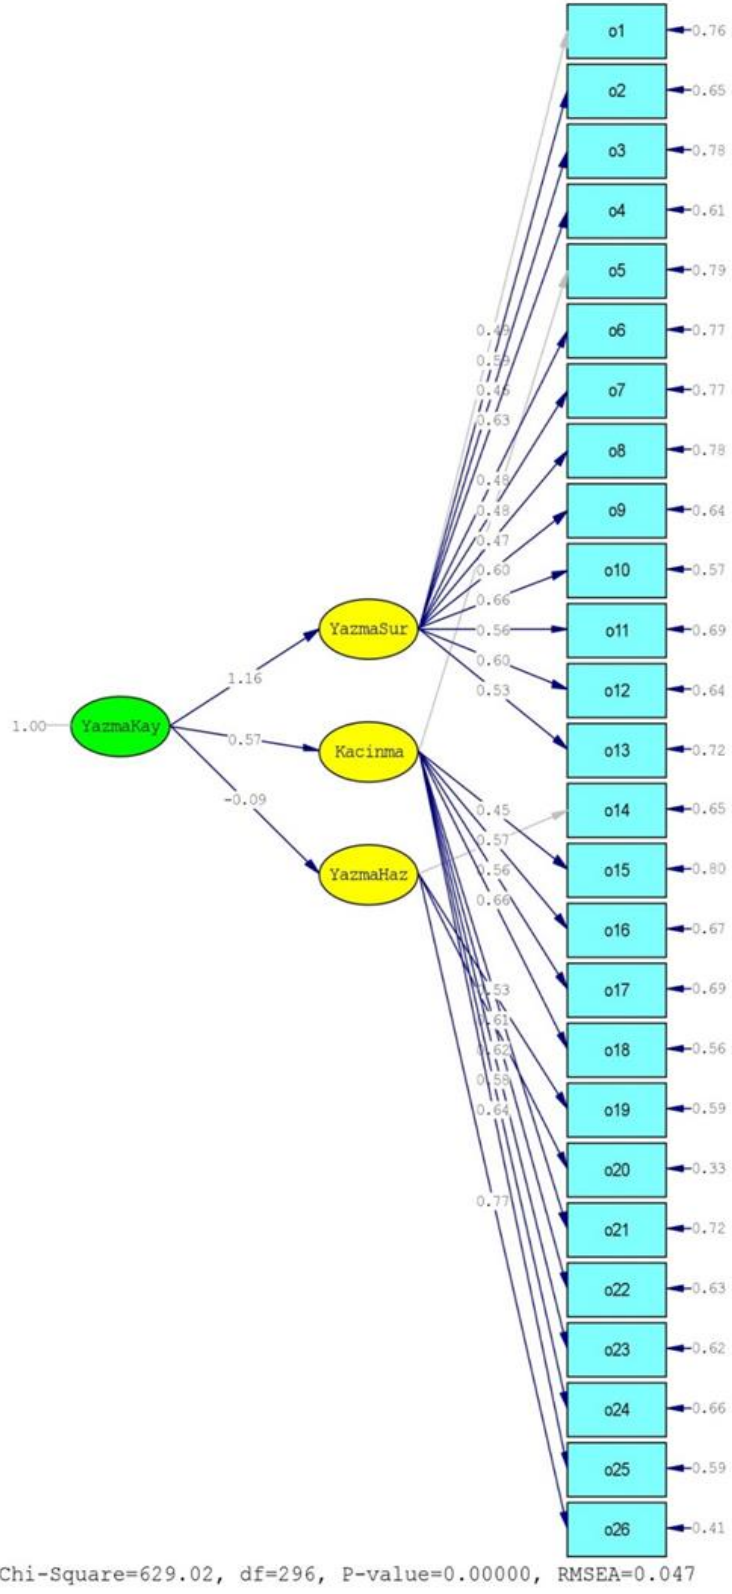 o1
0.76
o2
0.65
o3
0.78
o4
0.61
o5
0.79
o6
0.77
o7
0.77
o8
0.78
o9
0.64
o10
0.57
o11
0.69
o12
0.64
o13
0.72
o14
0.65
o15
0.80
o16
0.67
o17
0.69
o18
0.56
o19
0.59
o20
0.33
o21
0.72
o22
0.63
o23
0.62
o24
0.66
o25
0.59
o26
0.41
0.49
0.59
0.63
0.48
0.48
0.47
0.60
0.66
0.56
0.60
0.53
YazmaSur
1.16
1.00
YazmaKay
0.57
Kacinma
-0.09
YazmaHaz
0.45
0.57
0.56
0.66
0.53
0.61
0.62
0.64
0.77
Chi-Square=629.02, df=296, P-value=0.00000, RMSEA=0.047